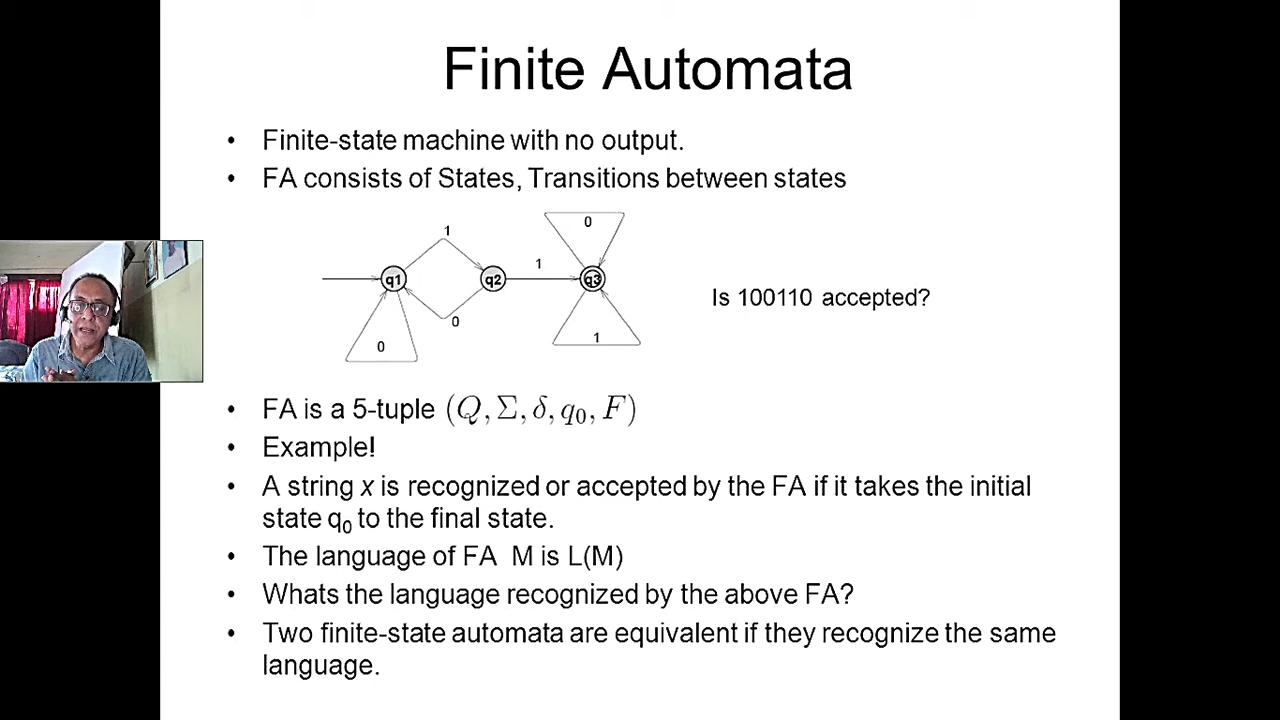 Finite Automata
• Finite-state machine with no output.
• FA consists of States, Transitions between states
0
1
1
q1
q2
q3
Is 100110 accepted?
0
0
1
• FA is a 5-tuple (Q, Σ, δ, q₀, F)
• Example!
• A string x is recognized or accepted by the FA if it takes the initial
state q₀ to the final state.
• The language of FA M is L(M)
• Whats the language recognized by the above FA?
• Two finite-state automata are equivalent if they recognize the same
language.